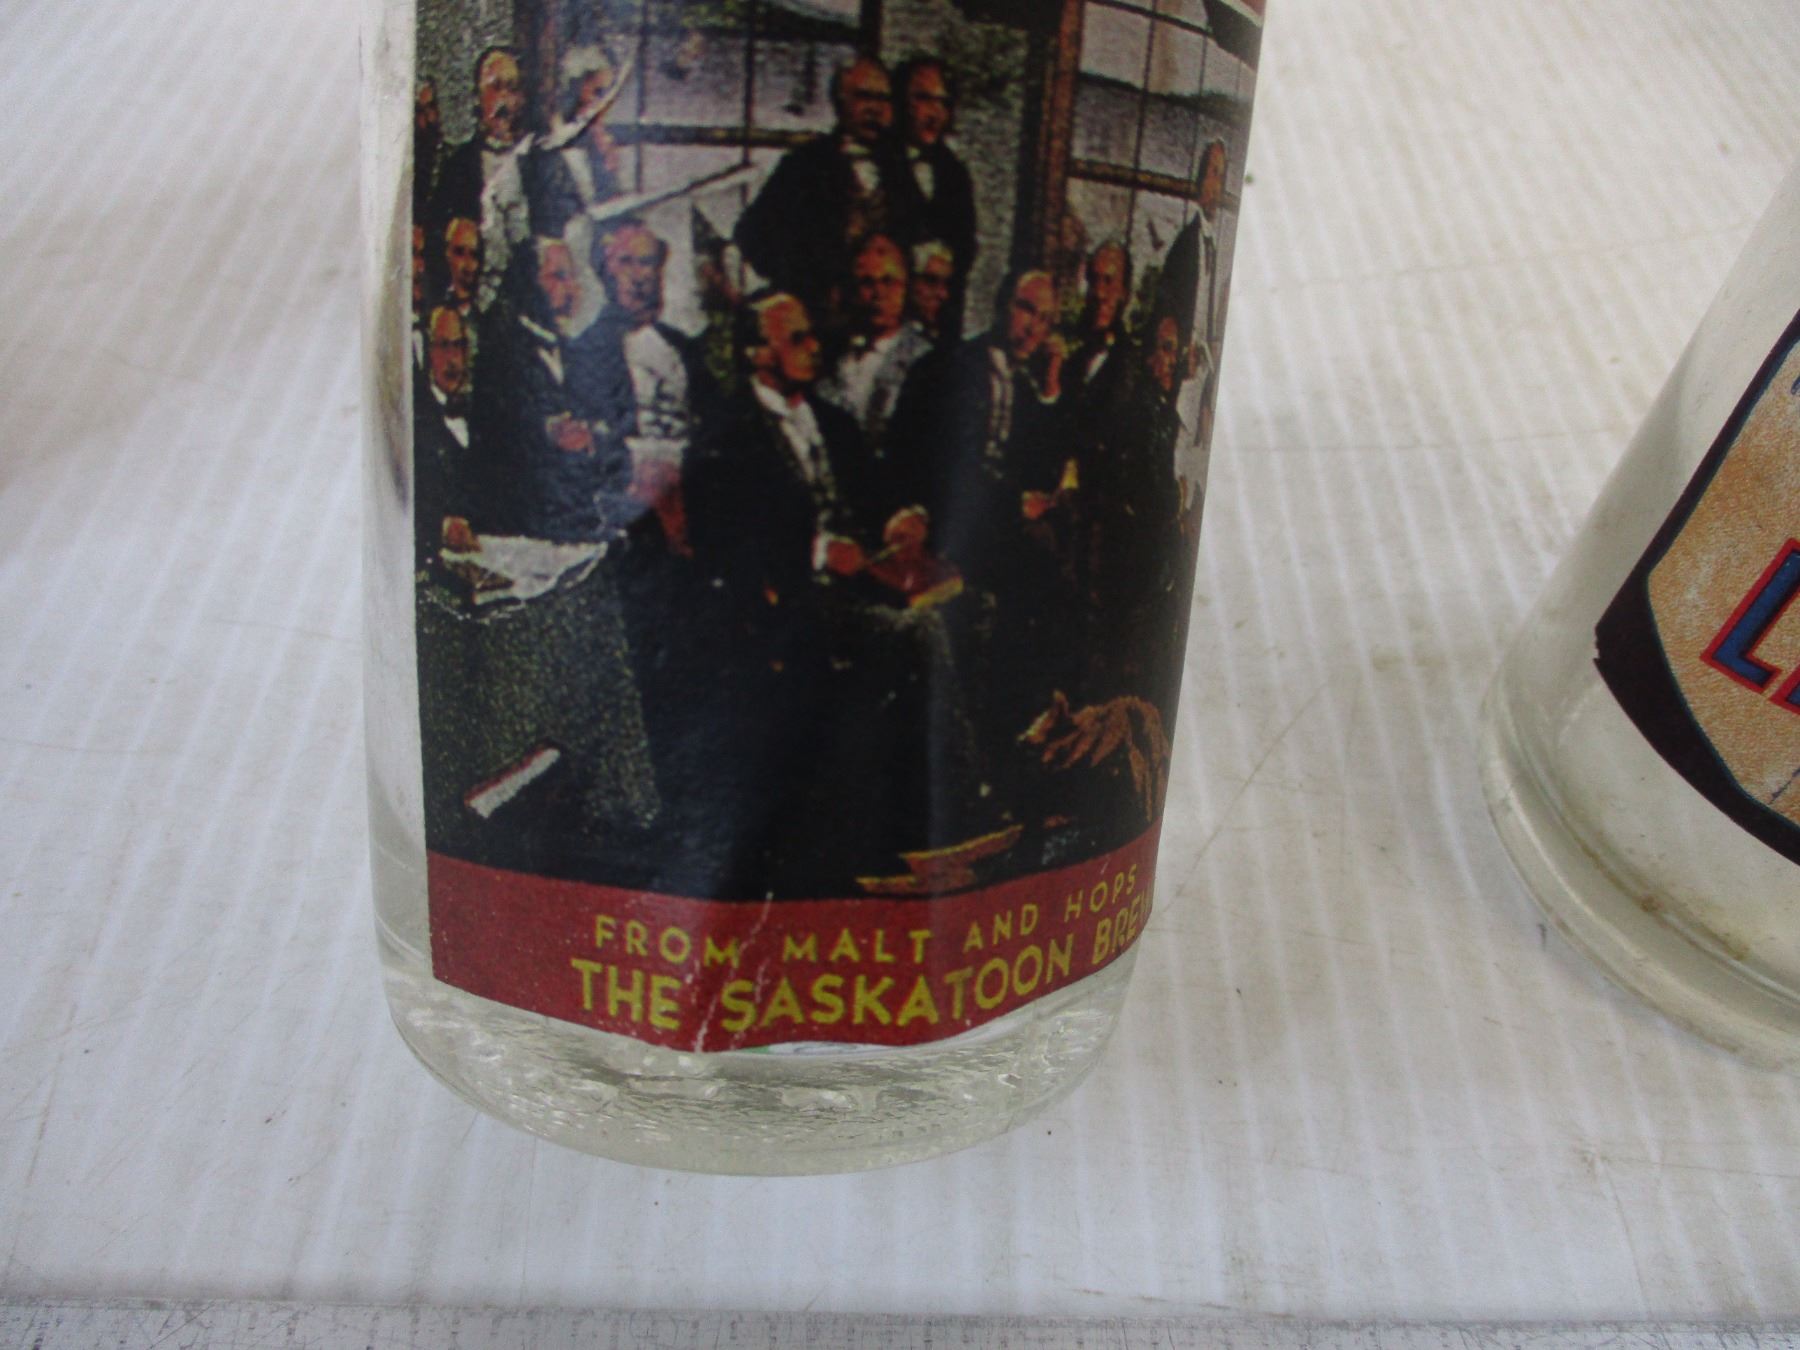 FROM MALT AND HOPS
THE SASKATOON